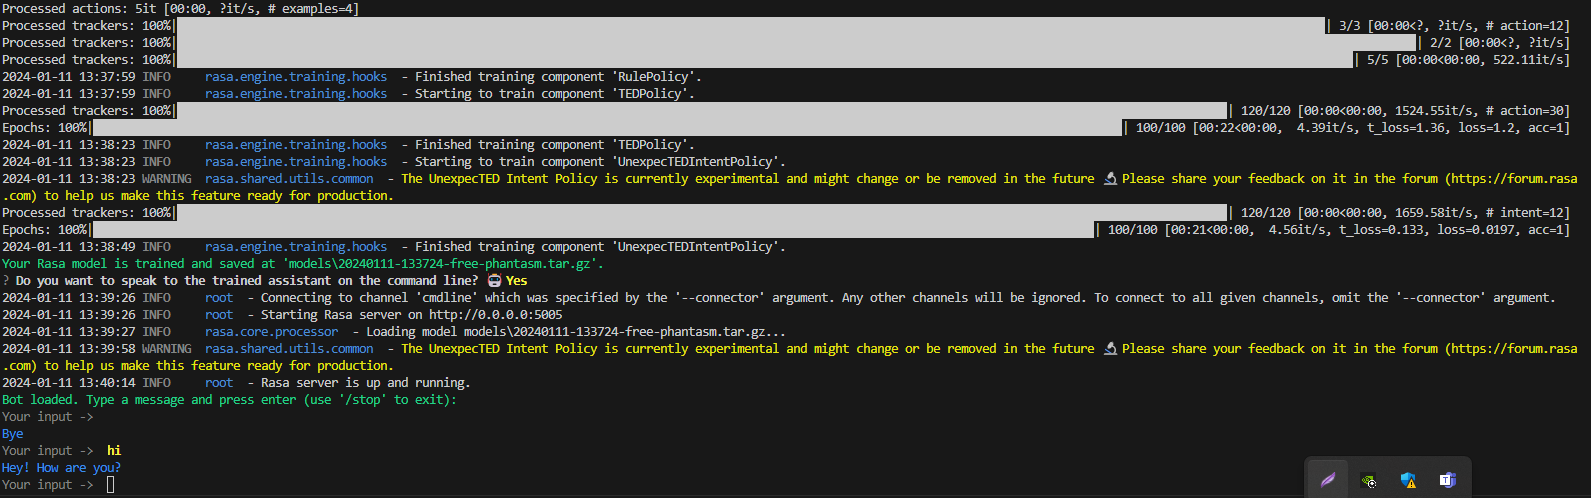 Processed actions: 5it [00:00, ?it/s, # examples=4]
Processed trackers: 100%| | 3/3 [00:00<?, ?it/s, # action=12]
Processed trackers: 100%| | 2/2 [00:00<?, ?it/s]
Processed trackers: 100%| | 5/5 [00:00<00:00, 522.11it/s]
2024-01-11 13:37:59 INFO rasa.engine.training.hooks - Finished training component 'RulePolicy'.
2024-01-11 13:37:59 INFO rasa.engine.training.hooks - Starting to train component 'TEDPolicy'.
Processed trackers: 100%| | 120/120 [00:00<00:00, 1524.55it/s, # action=30]
Epochs: 100%| | 100/100 [00:22<00:00, 4.39it/s, t_loss=1.36, loss=1.2, acc=1]
2024-01-11 13:38:23 INFO rasa.engine.training.hooks - Finished training component 'TEDPolicy'.
2024-01-11 13:38:23 INFO rasa.engine.training.hooks - Starting to train component 'UnexpecTEDIntentPolicy'.
2024-01-11 13:38:23 WARNING rasa.shared.utils.common - The UnexpecTED Intent Policy is currently experimental and might change or be removed in the future 🔬 Please share your feedback on it in the forum (https://forum.rasa
.com) to help us make this feature ready for production.
Processed trackers: 100%| | 120/120 [00:00<00:00, 1659.58it/s, # intent=12]
Epochs: 100%| | 100/100 [00:21<00:00, 4.56it/s, t_loss=0.133, loss=0.0197, acc=1]
2024-01-11 13:38:49 INFO rasa.engine.training.hooks - Finished training component 'UnexpecTEDIntentPolicy'.
Your Rasa model is trained and saved at 'models\20240111-133724-free-phantasm.tar.gz'.
? Do you want to speak to the trained assistant on the command line? 🤖 Yes
2024-01-11 13:39:26 INFO root - Connecting to channel 'cmdline' which was specified by the '--connector' argument. Any other channels will be ignored. To connect to all given channels, omit the '--connector' argument.
2024-01-11 13:39:26 INFO root - Starting Rasa server on http://0.0.0.0:5005
2024-01-11 13:39:27 INFO rasa.core.processor - Loading model models\20240111-133724-free-phantasm.tar.gz...
2024-01-11 13:39:58 WARNING rasa.shared.utils.common - The UnexpecTED Intent Policy is currently experimental and might change or be removed in the future 🔬 Please share your feedback on it in the forum (https://forum.rasa
.com) to help us make this feature ready for production.
2024-01-11 13:40:14 INFO root - Rasa server is up and running.
Bot loaded. Type a message and press enter (use '/stop' to exit):
Your input ->
Bye
Your input -> hi
Hey! How are you?
Your input ->